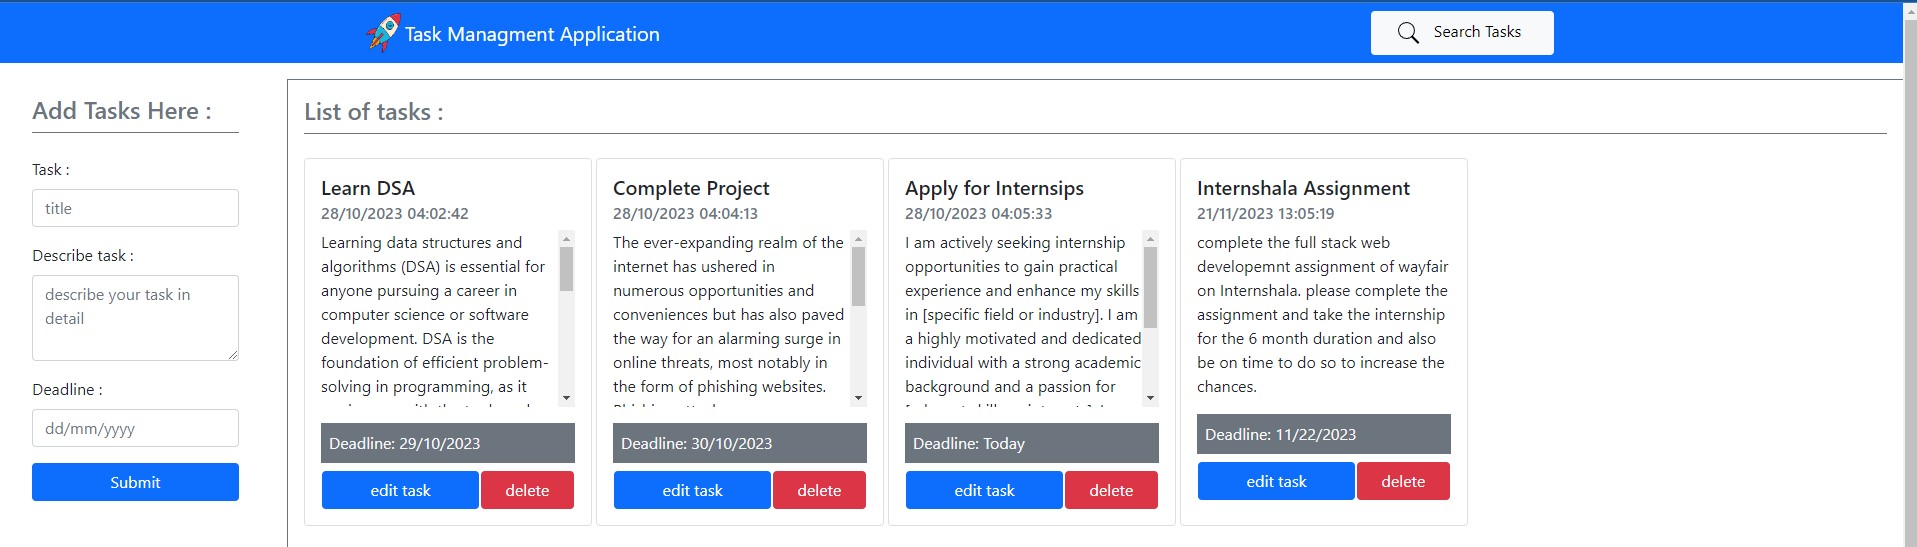 Task Managment Application
Search Tasks
Add Tasks Here :
Task :
title
Describe task :
describe your task in
detail
Deadline :
dd/mm/yyyy
Submit
List of tasks :
Learn DSA
28/10/2023 04:02:42
Learning data structures and
algorithms (DSA) is essential for
anyone pursuing a career in
computer science or software
development. DSA is the
foundation of efficient problem-
solving in programming, as it
Deadline: 29/10/2023
edit task
delete
Complete Project
28/10/2023 04:04:13
The ever-expanding realm of the
internet has ushered in
numerous opportunities and
conveniences but has also paved
the way for an alarming surge in
online threats, most notably in
the form of phishing websites.
Deadline: 30/10/2023
edit task
delete
Apply for Internsips
28/10/2023 04:05:33
I am actively seeking internship
opportunities to gain practical
experience and enhance my skills
in [specific field or industry]. I am
a highly motivated and dedicated
individual with a strong academic
background and a passion for
Deadline: Today
edit task
delete
Internshala Assignment
21/11/2023 13:05:19
complete the full stack web
developemnt assignment of wayfair
on Internshala. please complete the
assignment and take the internship
for the 6 month duration and also
be on time to do so to increase the
chances.
Deadline: 11/22/2023
edit task
delete